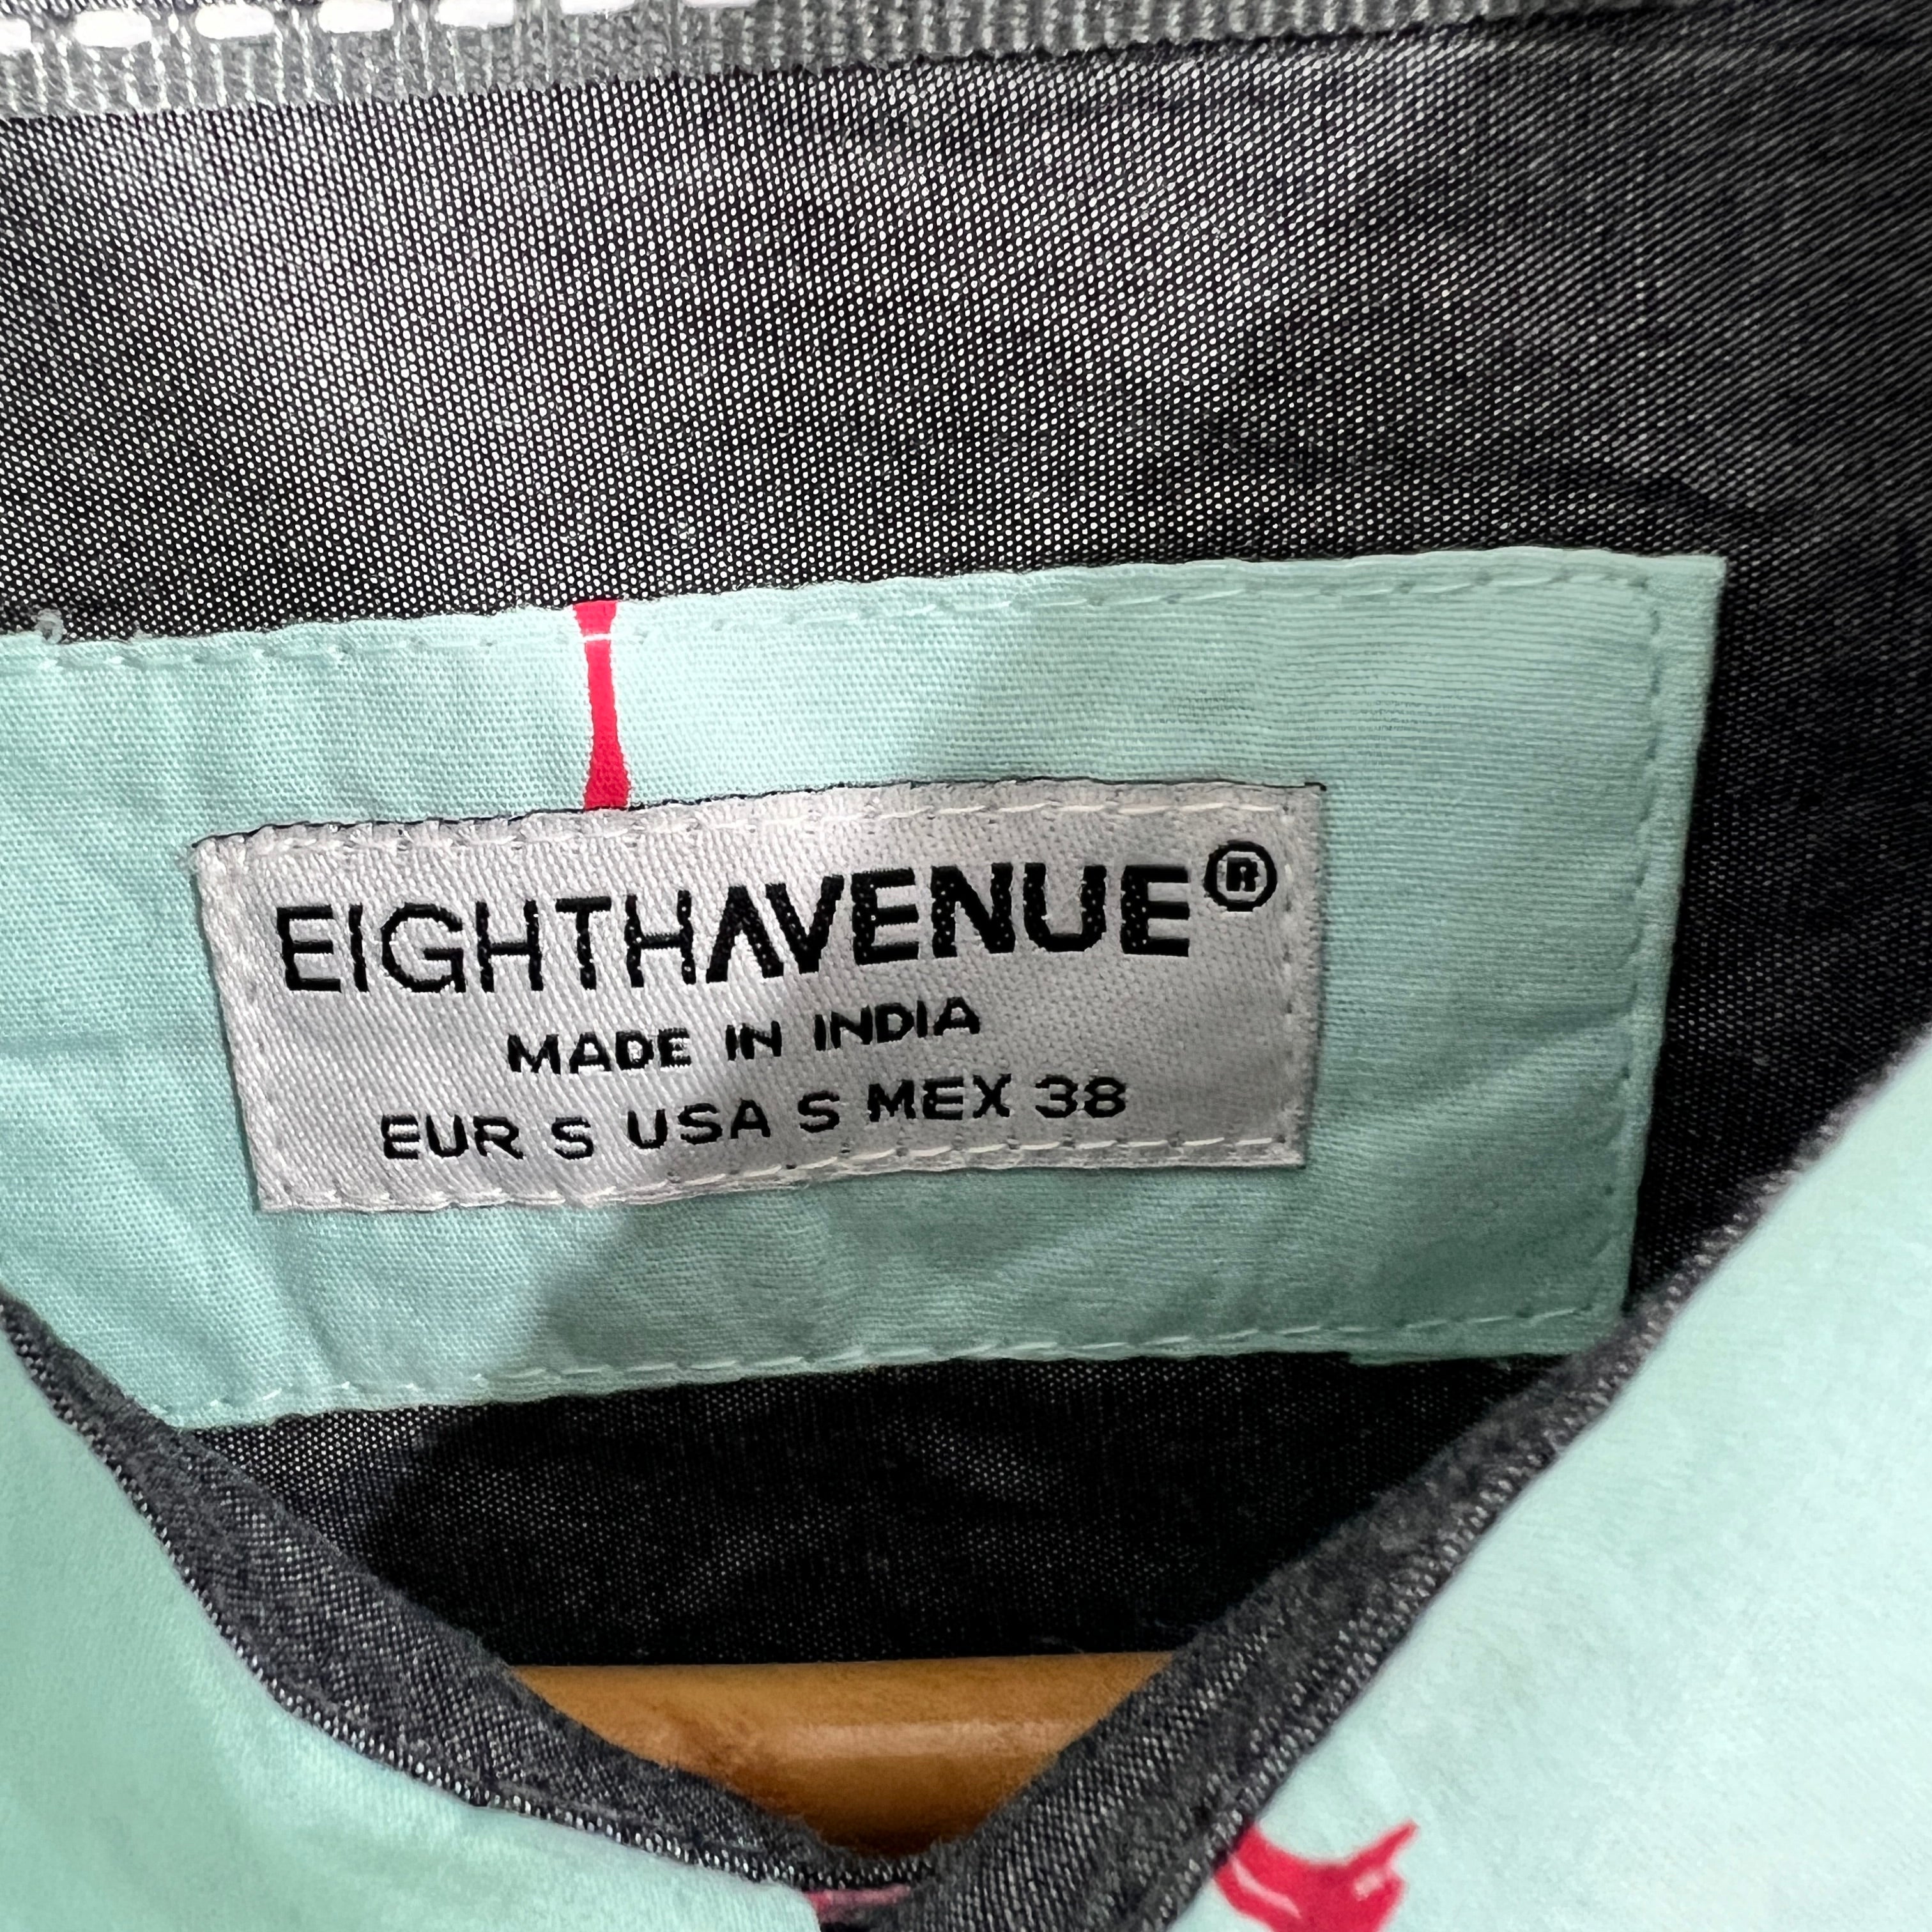 EIGHTHAVENUE®
MADE IN INDIA
EUR S USA S MEX 38